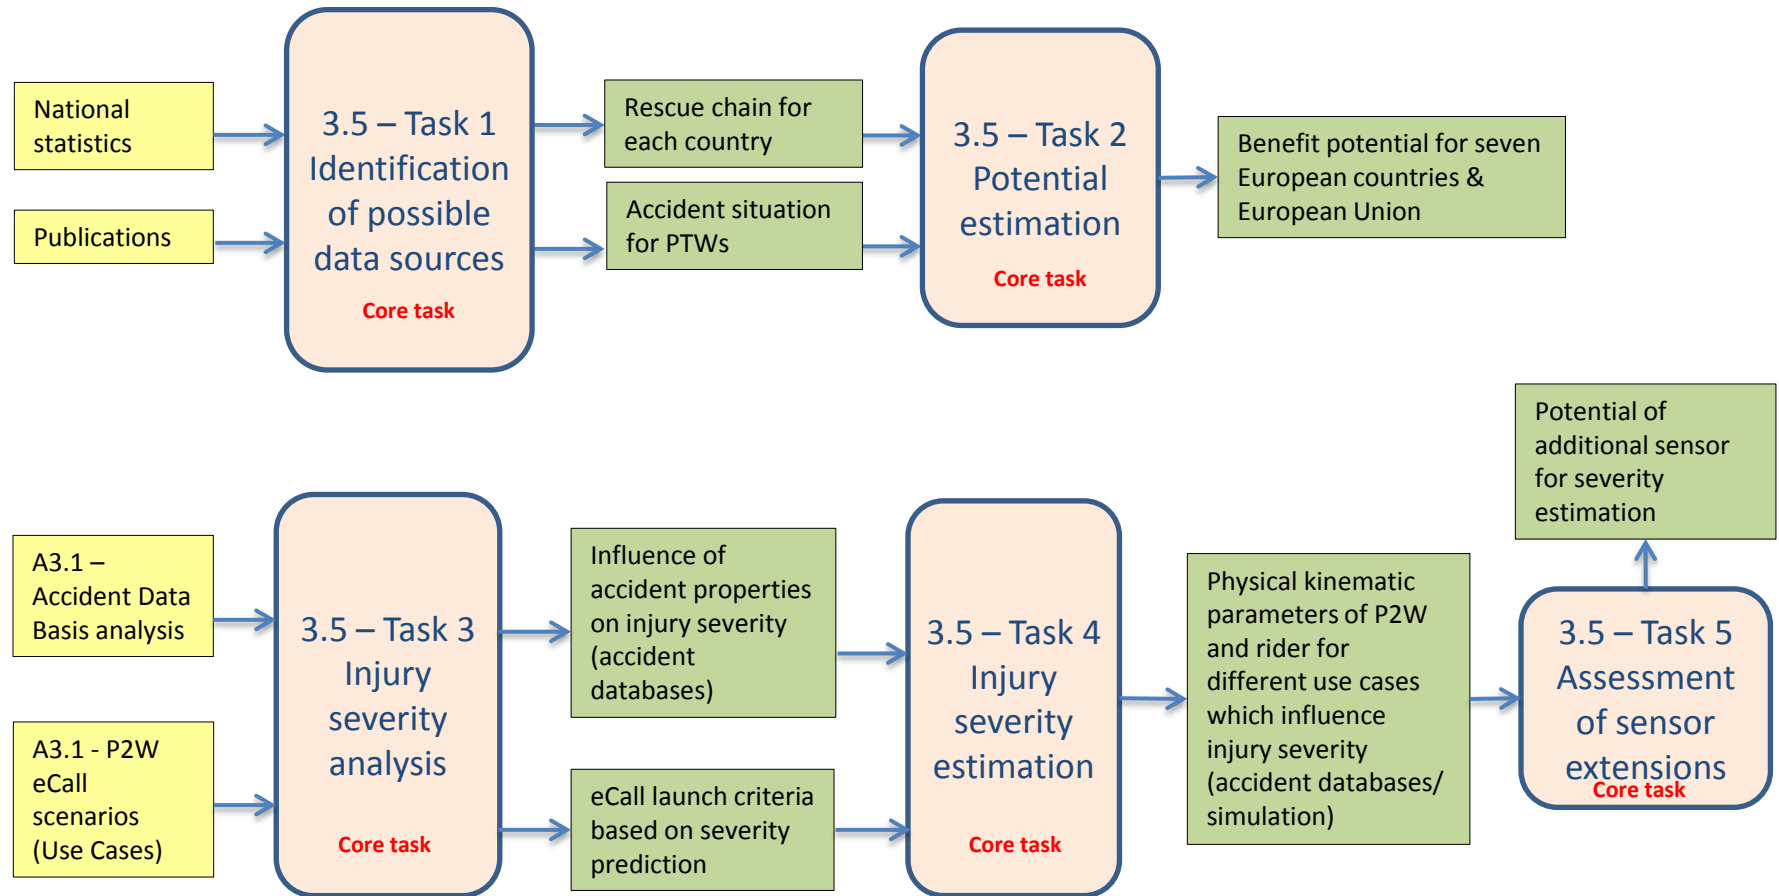 National
statistics
Publications
3.5 – Task 1
Identification
of possible
data sources
Core task
Rescue chain for
each country
Accident situation
for PTWs
3.5 – Task 2
Potential
estimation
Core task
Benefit potential for seven
European countries &
European Union
A3.1 –
Accident Data
Basis analysis
A3.1 - P2W
eCall
scenarios
(Use Cases)
3.5 – Task 3
Injury
severity
analysis
Core task
Influence of
accident properties
on injury severity
(accident
databases)
eCall launch criteria
based on severity
prediction
3.5 – Task 4
Injury
severity
estimation
Core task
Physical kinematic
parameters of P2W
and rider for
different use cases
which influence
injury severity
(accident databases/
simulation)
Potential of
additional sensor
for severity
estimation
3.5 – Task 5
Assessment
of sensor
extensions
Core task